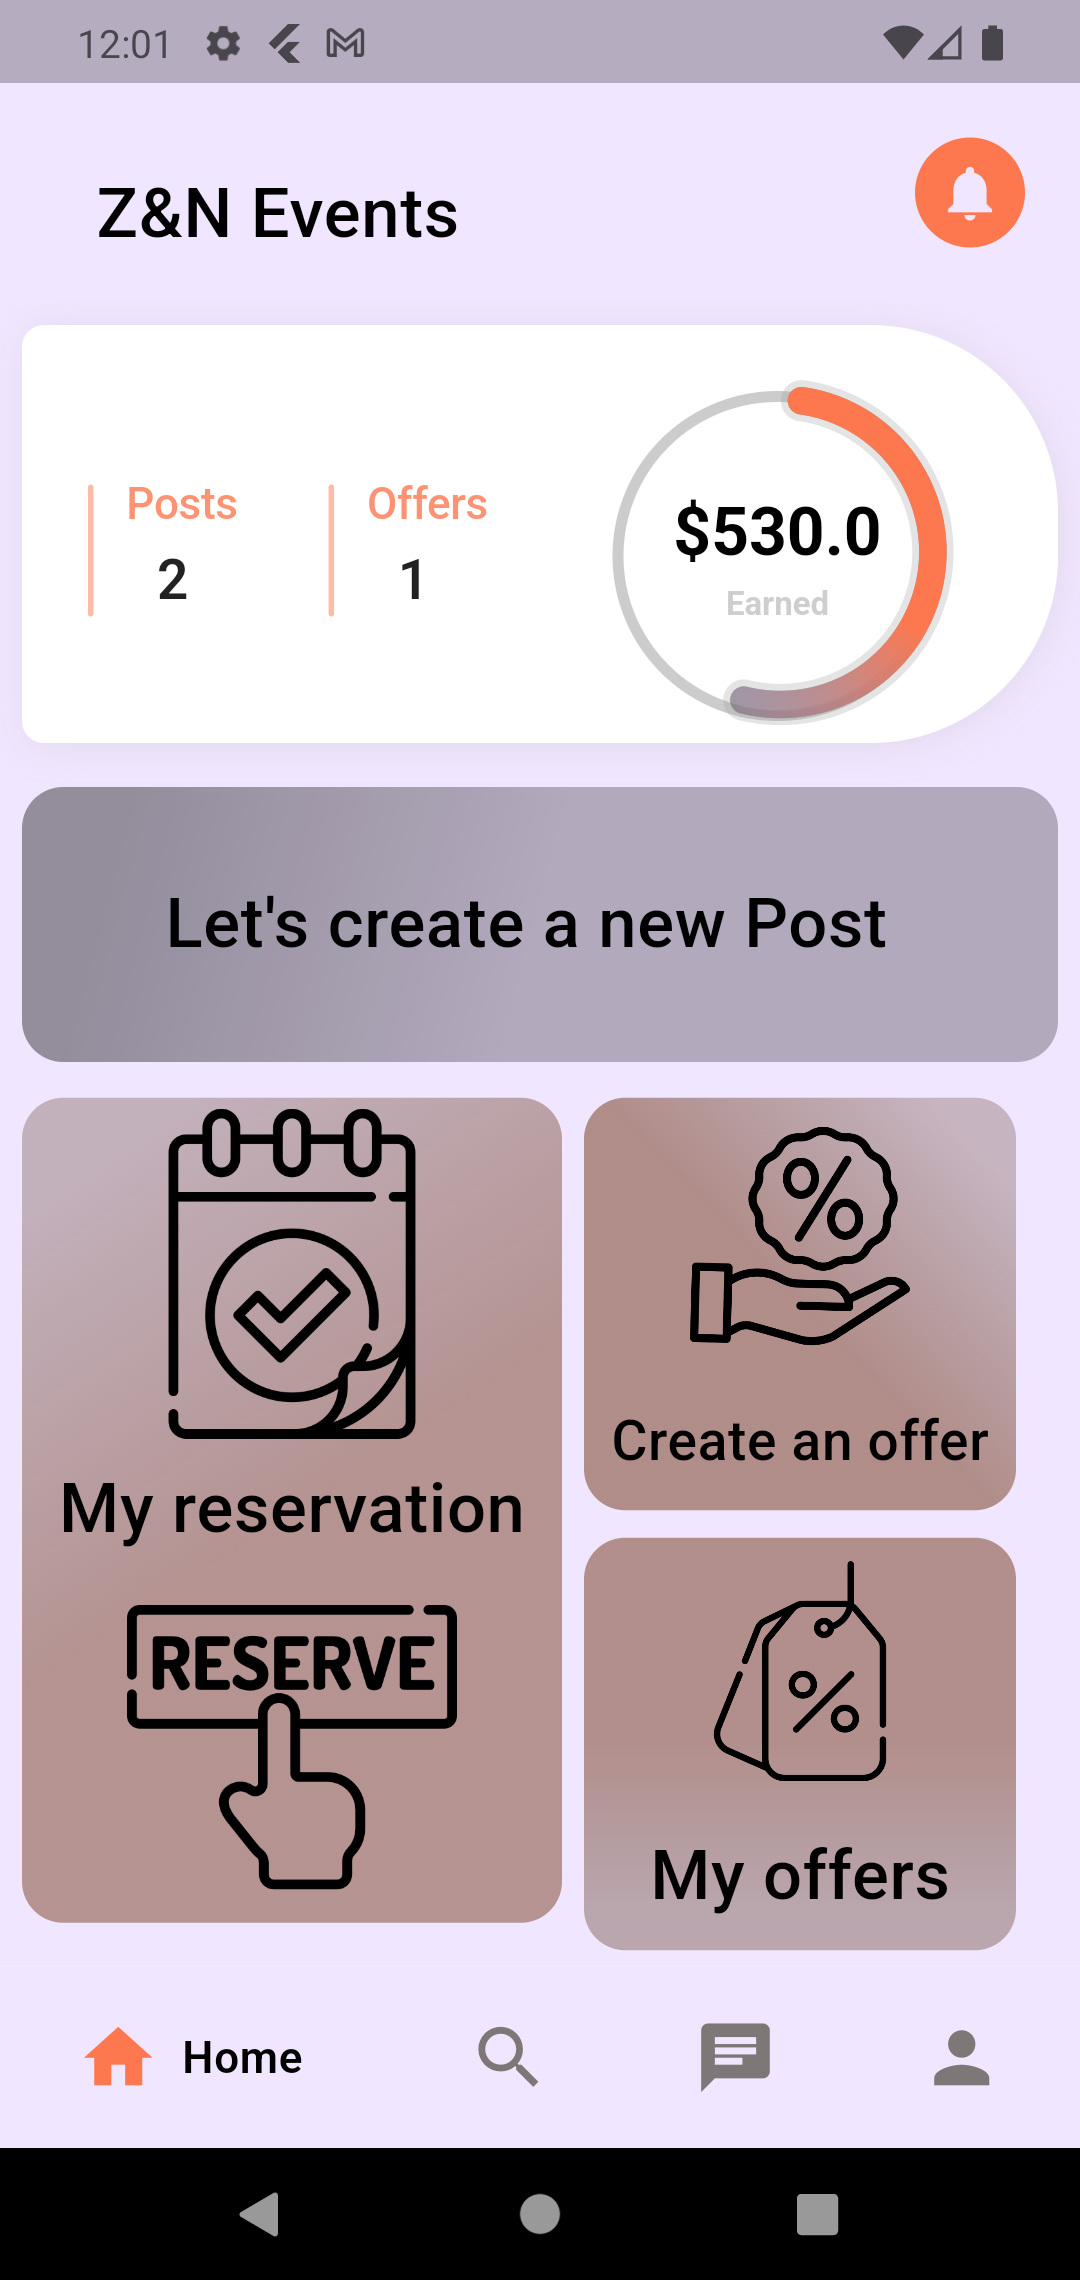 12:01
Z&N Events
Posts
2
Offers
1
$530.0
Earned
Let's create a new Post
My reservation
RESERVE
Create an offer
My offers
Home